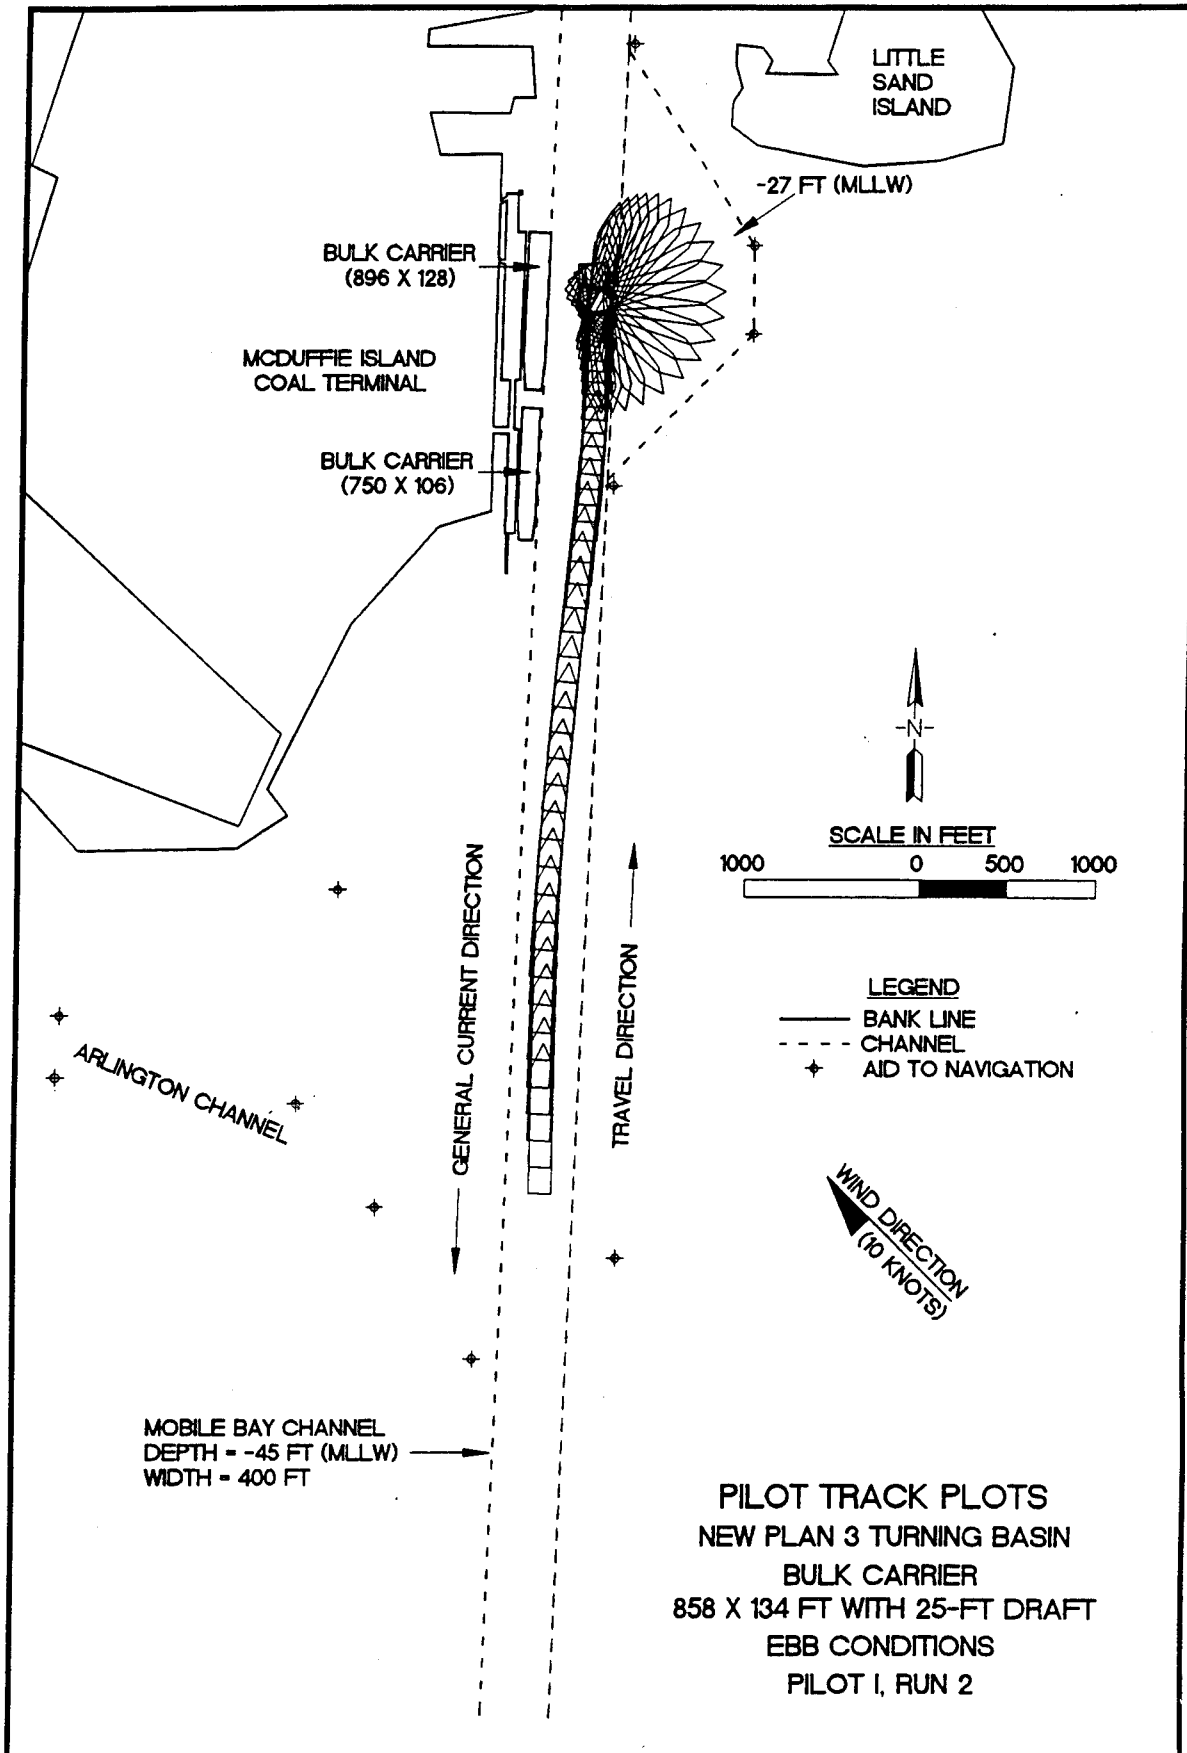 LITTLE
SAND
ISLAND
-27 FT (MLLW)
BULK CARRIER
(896 X 128)
MCDUFFIE ISLAND
COAL TERMINAL
BULK CARRIER
(750 X 106)
-N-
SCALE IN FEET
1000 0 500 1000
GENERAL CURRENT DIRECTION
TRAVEL DIRECTION
LEGEND
BANK LINE
CHANNEL
AID TO NAVIGATION
ARLINGTON CHANNEL
WIND DIRECTION
(10 KNOTS)
MOBILE BAY CHANNEL
DEPTH = -45 FT (MLLW)
WIDTH = 400 FT
PILOT TRACK PLOTS
NEW PLAN 3 TURNING BASIN
BULK CARRIER
858 X 134 FT WITH 25-FT DRAFT
EBB CONDITIONS
PILOT 1, RUN 2